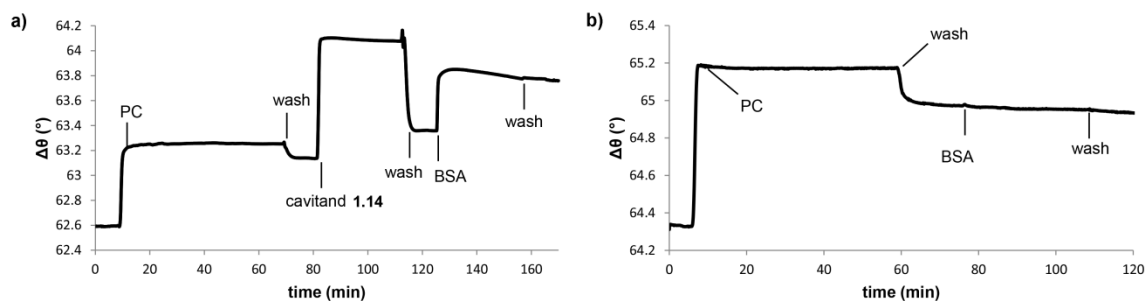 a)
64.2
64
63.8
63.6
63.4
63.2
63
62.8
62.6
62.4
Δθ (°)
PC
wash
cavitand 1.14
wash
BSA
wash
0 20 40 60 80 100 120 140 160
time (min)
b)
65.4
65.2
65
64.8
64.6
64.4
64.2
Δθ (°)
wash
PC
BSA
wash
0 20 40 60 80 100 120
time (min)